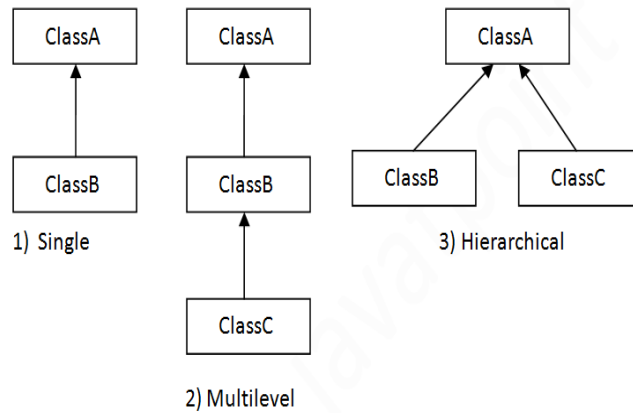 ClassA
ClassB
1) Single
ClassA
ClassB
ClassC
2) Multilevel
ClassA
ClassB
ClassC
3) Hierarchical